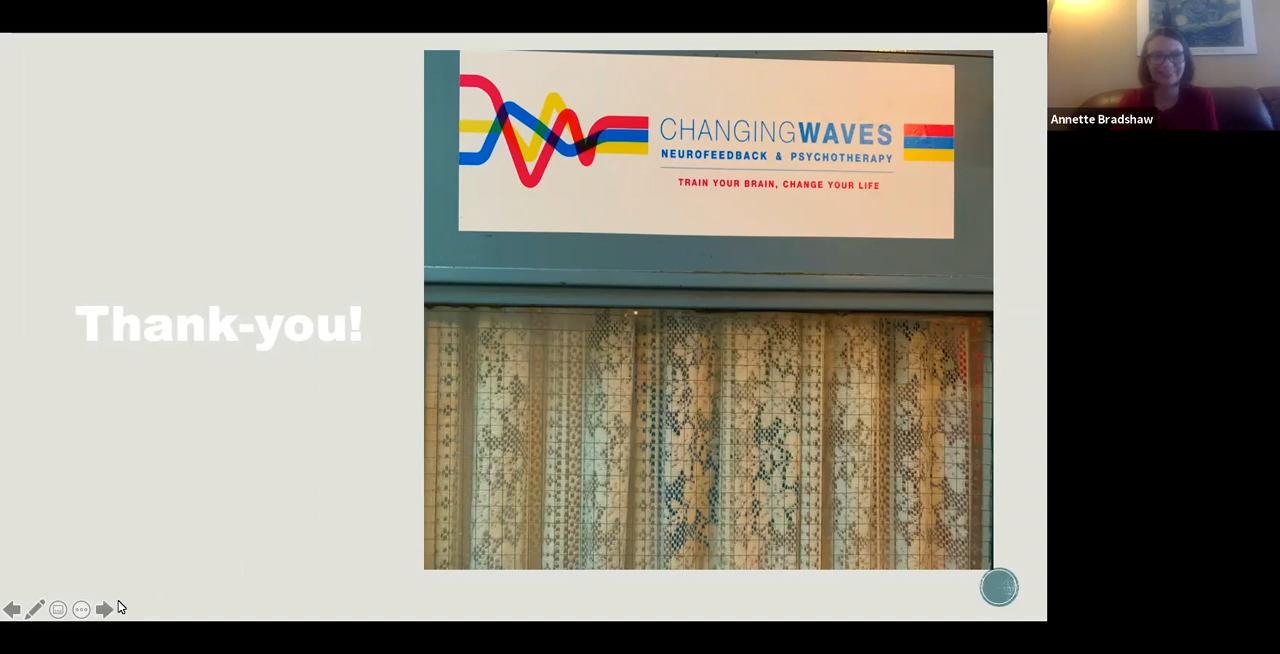 Thank-you!
CHANGINGWAVES
NEUROFEEDBACK & PSYCHOTHERAPY
TRAIN YOUR BRAIN, CHANGE YOUR LIFE
Annette Bradshaw